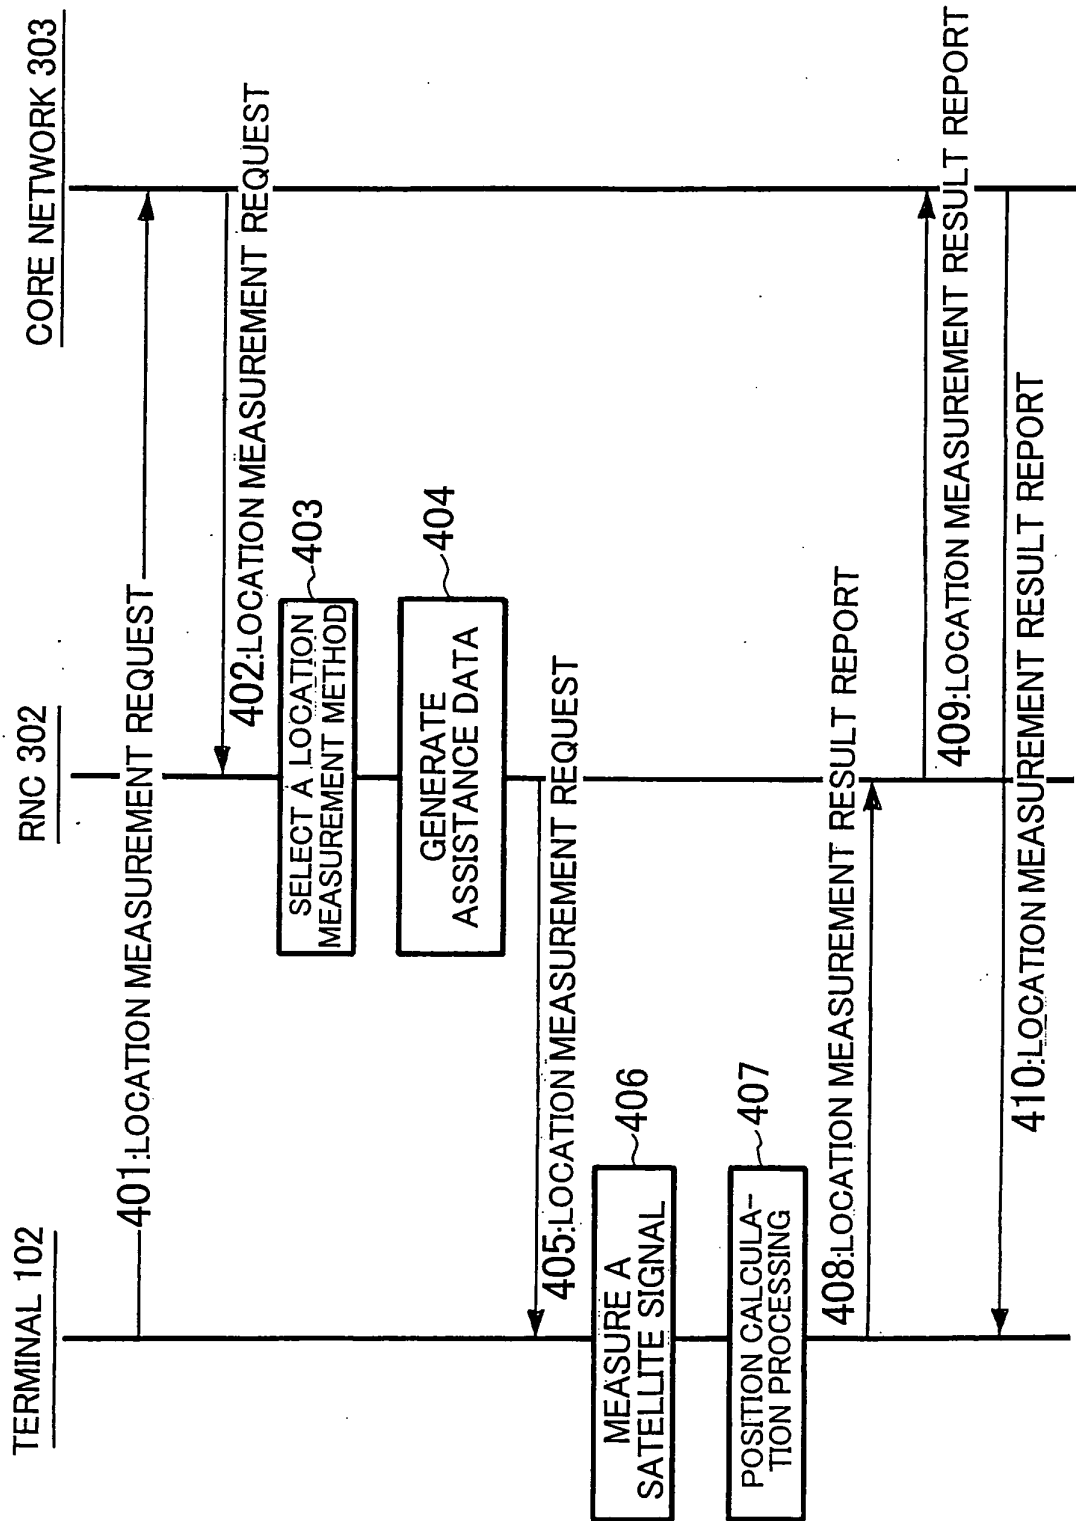 TERMINAL 102
RNC 302
CORE NETWORK 303
401:LOCATION MEASUREMENT REQUEST
402:LOCATION MEASUREMENT REQUEST
SELECT A LOCATION
MEASUREMENT METHOD
403
GENERATE
ASSISTANCE DATA
404
405:LOCATION MEASUREMENT REQUEST
MEASURE A
SATELLITE SIGNAL
406
POSITION CALCULA-
TION PROCESSING
407
408:LOCATION MEASUREMENT RESULT REPORT
409:LOCATION MEASUREMENT RESULT REPORT
410:LOCATION MEASUREMENT RESULT REPORT